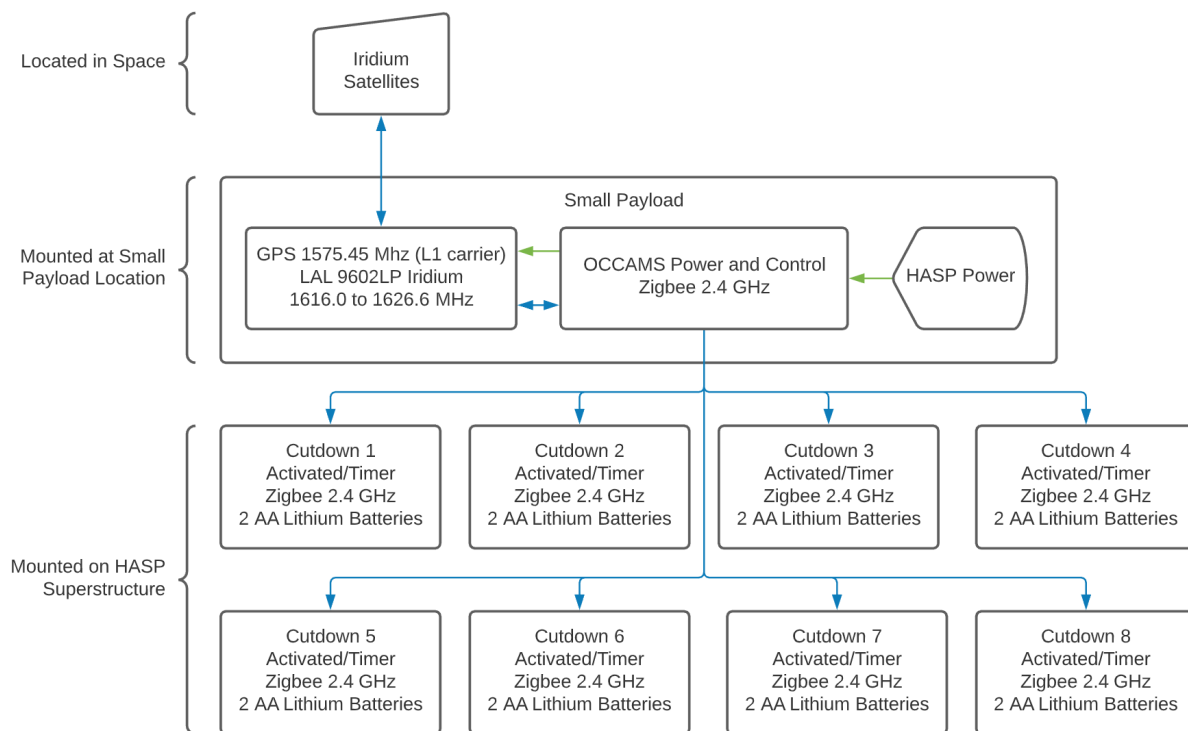 Located in Space
Iridium
Satellites
Mounted at Small
Payload Location
Small Payload
GPS 1575.45 Mhz (L1 carrier)
LAL 9602LP Iridium
1616.0 to 1626.6 MHz
OCCAMS Power and Control
Zigbee 2.4 GHz
HASP Power
Mounted on HASP
Superstructure
Cutdown 1
Activated/Timer
Zigbee 2.4 GHz
2 AA Lithium Batteries
Cutdown 2
Activated/Timer
Zigbee 2.4 GHz
2 AA Lithium Batteries
Cutdown 3
Activated/Timer
Zigbee 2.4 GHz
2 AA Lithium Batteries
Cutdown 4
Activated/Timer
Zigbee 2.4 GHz
2 AA Lithium Batteries
Cutdown 5
Activated/Timer
Zigbee 2.4 GHz
2 AA Lithium Batteries
Cutdown 6
Activated/Timer
Zigbee 2.4 GHz
2 AA Lithium Batteries
Cutdown 7
Activated/Timer
Zigbee 2.4 GHz
2 AA Lithium Batteries
Cutdown 8
Activated/Timer
Zigbee 2.4 GHz
2 AA Lithium Batteries